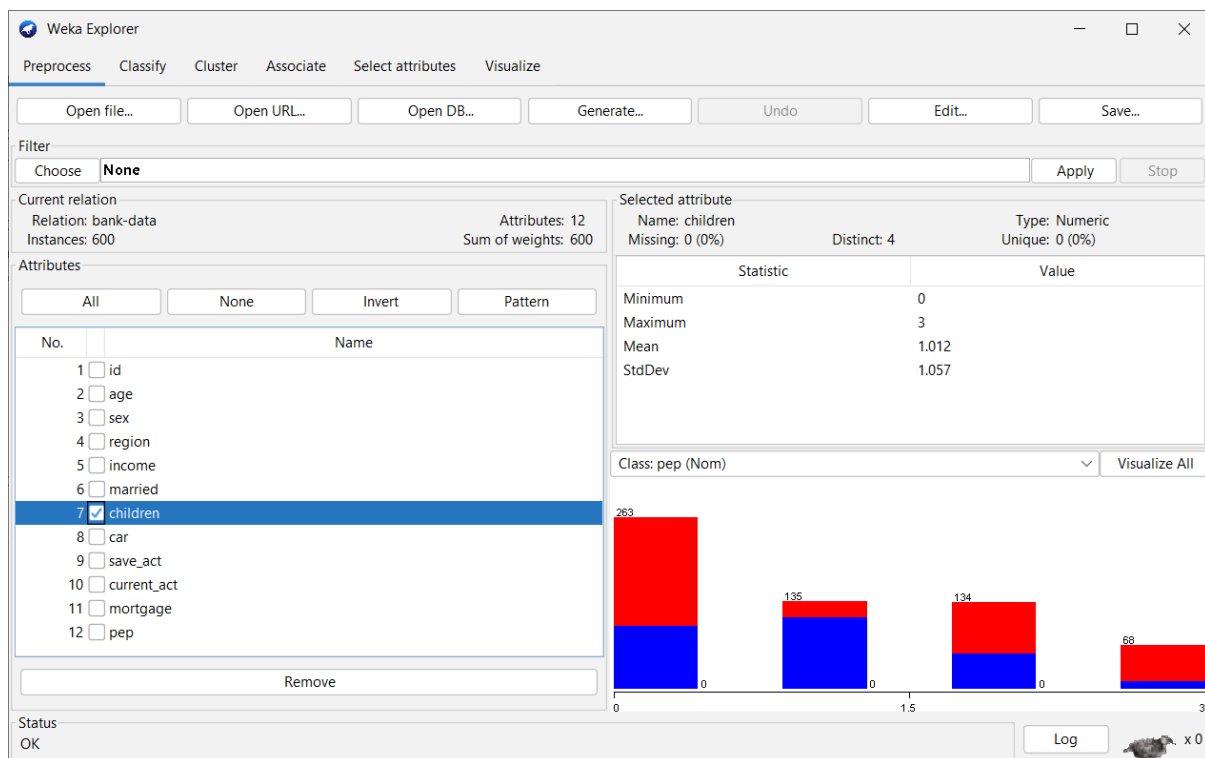 Weka Explorer
Preprocess Classify Cluster Associate Select attributes Visualize
Open file... Open URL... Open DB... Generate... Undo Edit... Save...
Filter
Choose None Apply Stop
Current relation
Relation: bank-data Attributes: 12
Instances: 600 Sum of weights: 600
Selected attribute
Name: children Type: Numeric
Missing: 0 (0%) Distinct: 4 Unique: 0 (0%)
Attributes
All None Invert Pattern
No. Name
1 id
2 age
3 sex
4 region
5 income
6 married
7 children
8 car
9 save_act
10 current_act
11 mortgage
12 pep
Remove
Statistic Value
Minimum 0
Maximum 3
Mean 1.012
StdDev 1.057
Class: pep (Nom) Visualize All
263
135
134
68
0 0 0
0 1.5 3
Status
OK
Log x 0